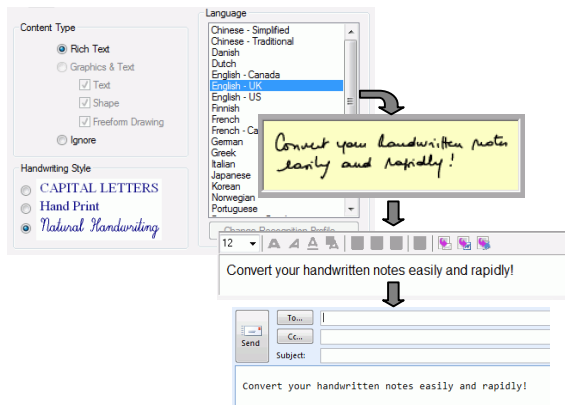 Content Type
Rich Text
Graphics & Text
Text
Shape
Freeform Drawing
Ignore
Handwriting Style
CAPITAL LETTERS
Hand Print
Natural Handwriting
Language
Chinese - Simplified
Chinese - Traditional
Danish
Dutch
English - Canada
English - UK
English - US
Finnish
French
French - Ca
German
Greek
Italian
Japanese
Korean
Norwegian
Portuguese
Change Recognition Profile
Convert your handwritten notes
easily and rapidly!
12
Convert your handwritten notes easily and rapidly!
To...
Cc...
Send
Subject:
Convert your handwritten notes easily and rapidly!